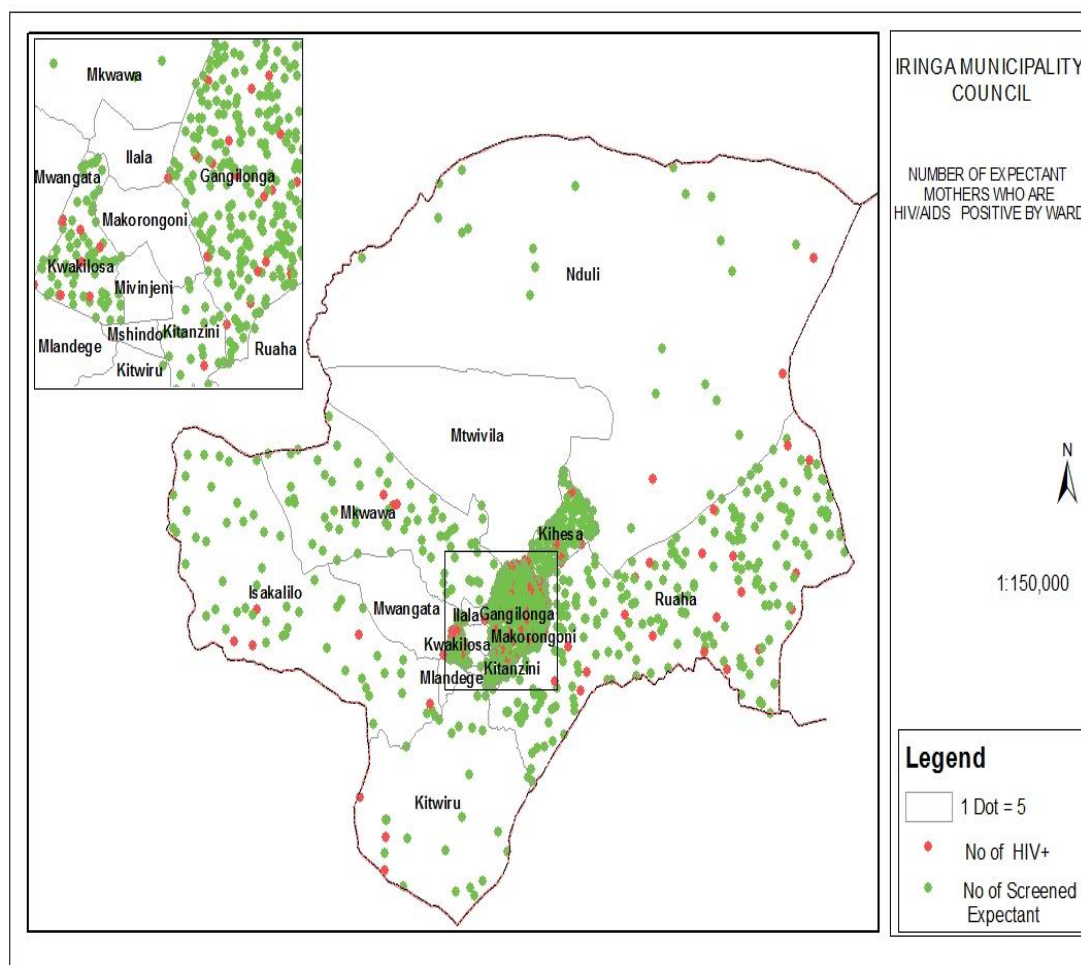 Mkwawa
Ilala
Mwangata
Gangilonga
Makorongoni
Kwakilosa
Mivinjeni
Mshindo
Kitanzini
Mlandege
Kitwiru
Ruaha
Nduli
Mtwivila
Mkwawa
Kihesa
Isakalilo
Mwangata
Ilala
Gangilonga
Ruaha
Kwakilosa
Makorongoni
Mlandege
Kitanzini
Kitwiru
IRINGA MUNICIPALITY
COUNCIL
NUMBER OF EXPECTANT
MOTHERS WHO ARE
HIV/AIDS POSITIVE BY WARD
N
1:150,000
Legend
1 Dot = 5
No of HIV+
No of Screened
Expectant